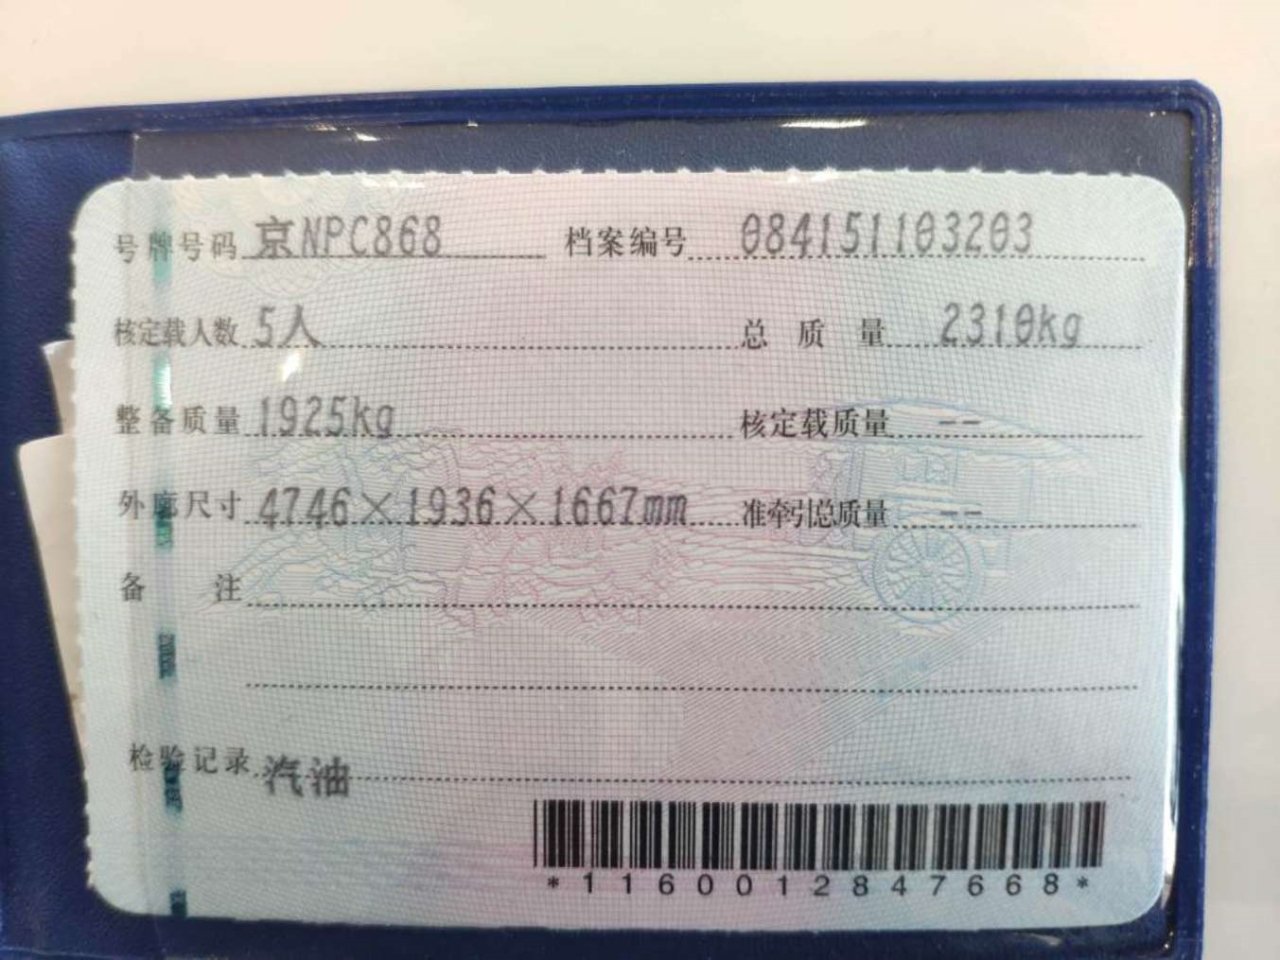 号牌号码 京NPC868 档案编号 084151103203
核定载人数 5人 总质量 2310kg
整备质量 1925kg 核定载质量 --
外廓尺寸 4746×1936×1667mm 准牵引总质量 --
备注
检验记录 汽油
*1160012847668*